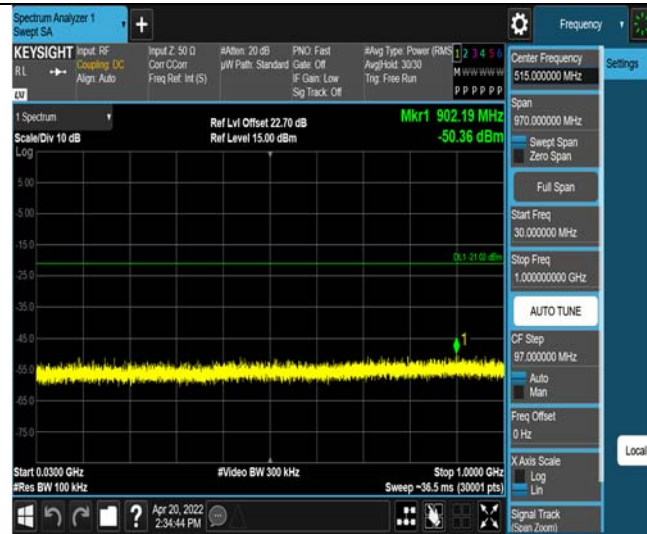 Spectrum Analyzer 1
Swept SA
+
Frequency
KEYSIGHT
Input: RF
Coupling: DC
Align: Auto
RL
LXI
Input Z: 50 Ω
Corr CCorr
Freq Ref: Int (S)
#Atten: 20 dB
µW Path: Standard
PNO: Fast
Gate: Off
IF Gain: Low
Sig Track: Off
#Avg Type: Power (RMS
Avg|Hold: 30/30
Trig: Free Run
1 2 3 4 5 6
M W W W W W
P P P P P P
1 Spectrum
Scale/Div 10 dB
Log
Ref Lvl Offset 22.70 dB
Ref Level 15.00 dBm
Mkr1 902.19 MHz
-50.36 dBm
5.00
-5.00
-15.0
-25.0
-35.0
-45.0
-55.0
-65.0
-75.0
DL1 -21.02 dBm
1
Start 0.0300 GHz
#Res BW 100 kHz
#Video BW 300 kHz
Stop 1.0000 GHz
Sweep ~36.5 ms (30001 pts)
Center Frequency
515.000000 MHz
Settings
Span
970.000000 MHz
Swept Span
Zero Span
Full Span
Start Freq
30.000000 MHz
Stop Freq
1.000000000 GHz
AUTO TUNE
CF Step
97.000000 MHz
Auto
Man
Freq Offset
0 Hz
X Axis Scale
Log
Lin
Local
Signal Track
(Span Zoom)
?
Apr 20, 2022
2:34:44 PM